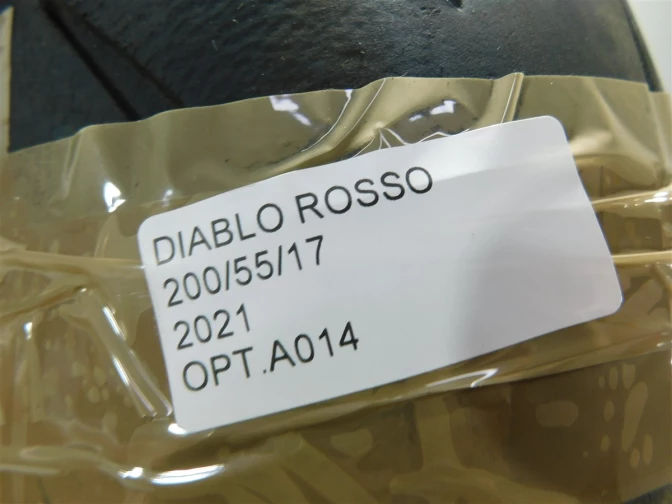 DIABLO ROSSO
200/55/17
2021
OPT.A014